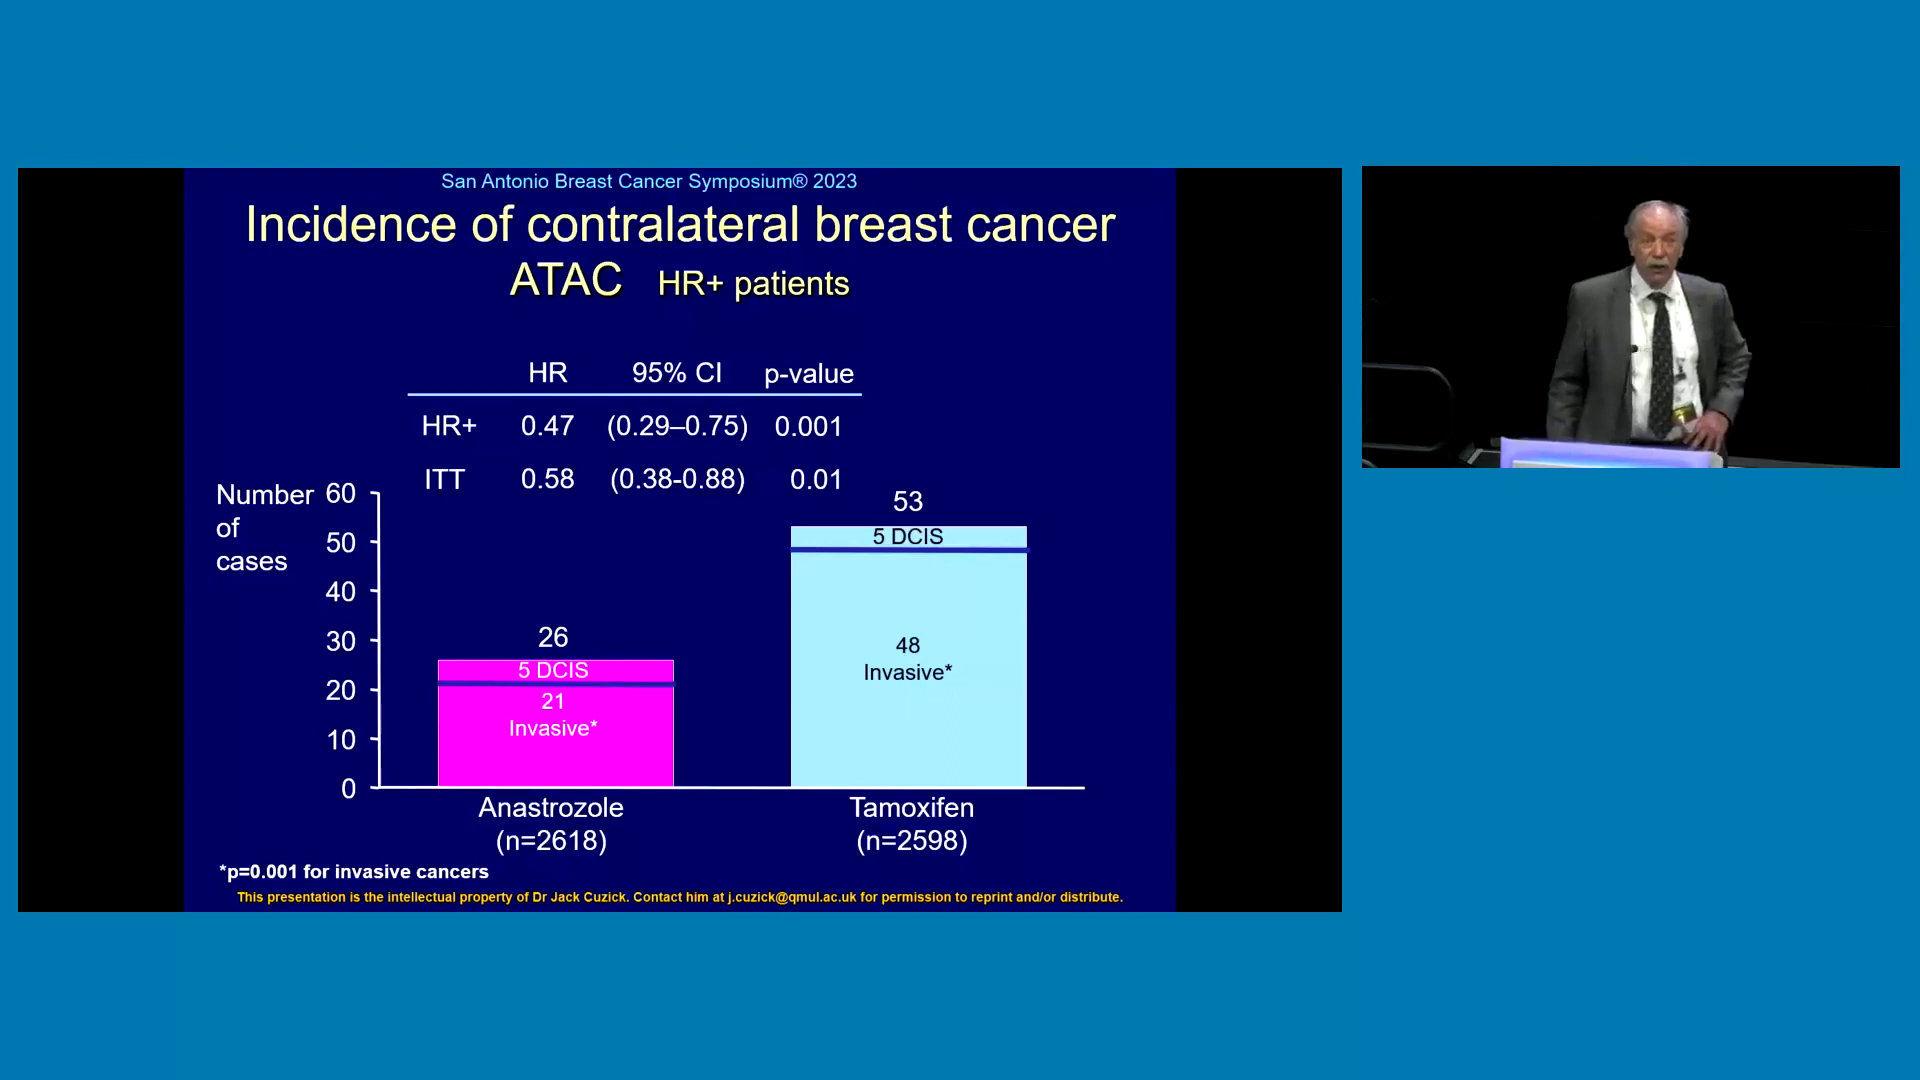 San Antonio Breast Cancer Symposium® 2023
Incidence of contralateral breast cancer
ATAC HR+ patients
HR 95% CI p-value
HR+ 0.47 (0.29–0.75) 0.001
ITT 0.58 (0.38-0.88) 0.01
Number
of
cases
60
50
40
30
20
10
0
26
5 DCIS
21
Invasive*
53
5 DCIS
48
Invasive*
Anastrozole
(n=2618)
Tamoxifen
(n=2598)
*p=0.001 for invasive cancers
This presentation is the intellectual property of Dr Jack Cuzick. Contact him at j.cuzick@qmul.ac.uk for permission to reprint and/or distribute.